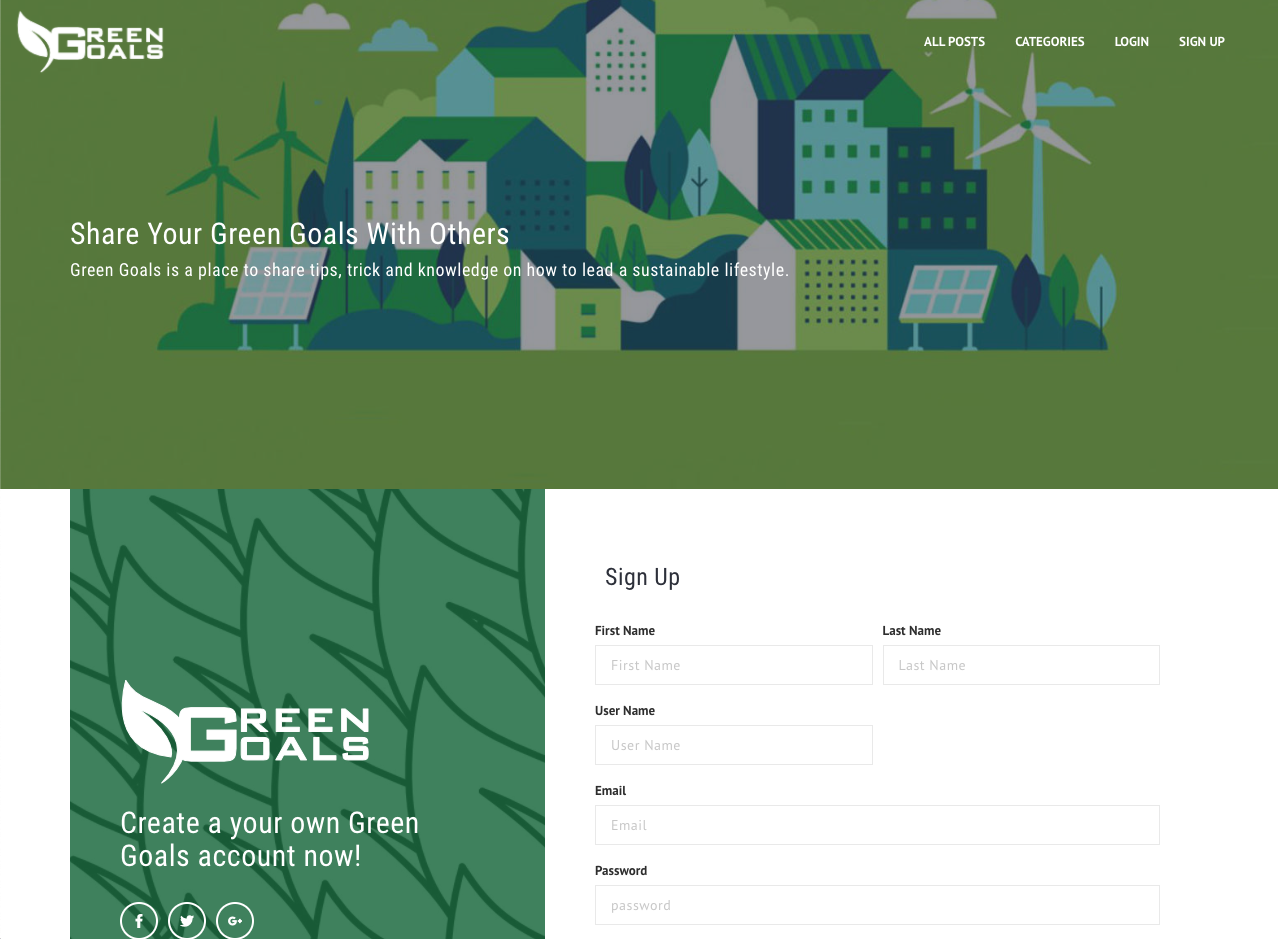 GREEN
GOALS
ALL POSTS CATEGORIES LOGIN SIGN UP
Share Your Green Goals With Others
Green Goals is a place to share tips, trick and knowledge on how to lead a sustainable lifestyle.
GREEN
GOALS
Create a your own Green
Goals account now!
f
G+
Sign Up
First Name Last Name
First Name Last Name
User Name
User Name
Email
Email
Password
password